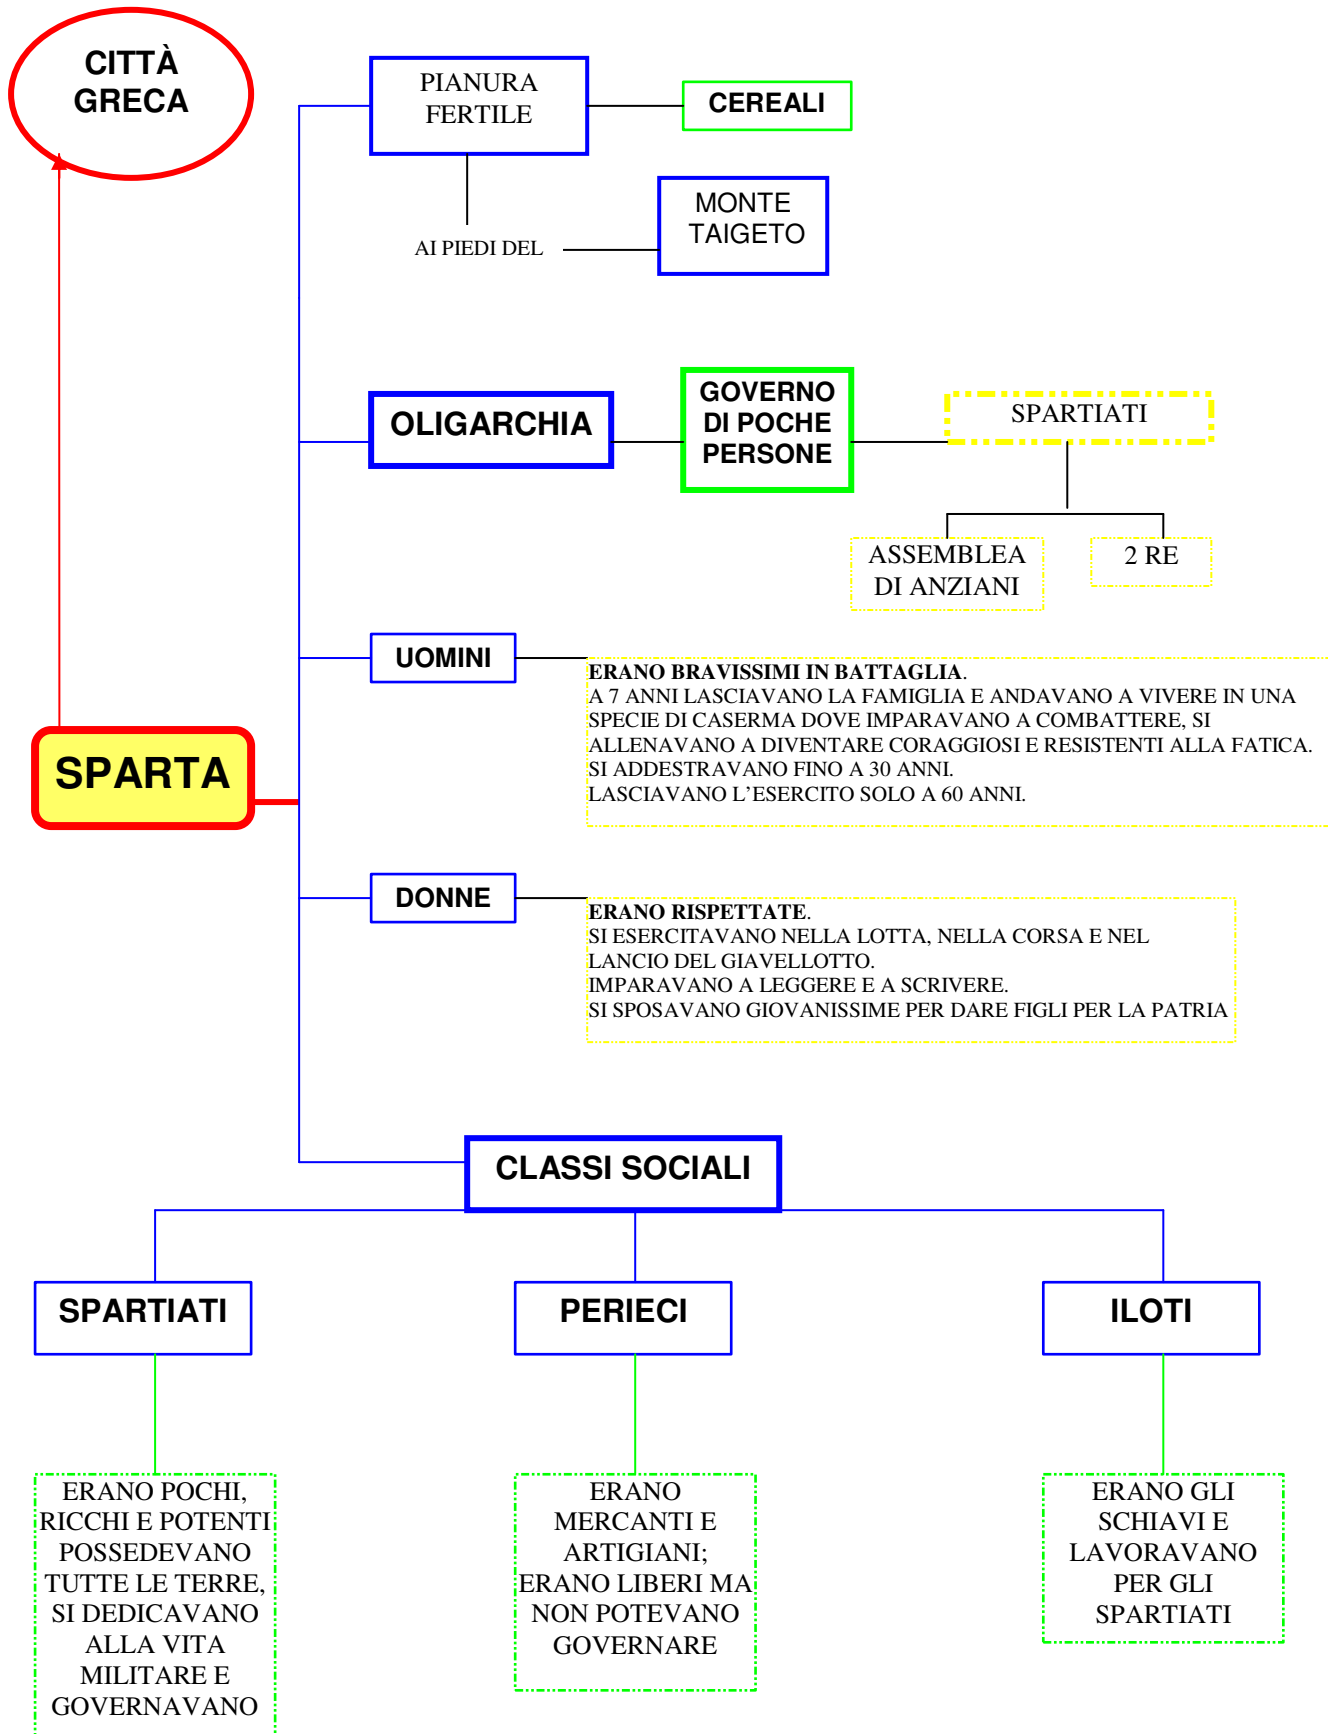 CITTÀ
GRECA
PIANURA
FERTILE
CEREALI
MONTE
TAIGETO
AI PIEDI DEL
OLIGARCHIA
GOVERNO
DI POCHE
PERSONE
SPARTIATI
ASSEMBLEA
DI ANZIANI
2 RE
UOMINI
ERANO BRAVISSIMI IN BATTAGLIA.
A 7 ANNI LASCIAVANO LA FAMIGLIA E ANDAVANO A VIVERE IN UNA
SPECIE DI CASERMA DOVE IMPARAVANO A COMBATTERE, SI
ALLENAVANO A DIVENTARE CORAGGIOSI E RESISTENTI ALLA FATICA.
SI ADDESTRAVANO FINO A 30 ANNI.
LASCIAVANO L'ESERCITO SOLO A 60 ANNI.
SPARTA
DONNE
ERANO RISPETTATE.
SI ESERCITAVANO NELLA LOTTA, NELLA CORSA E NEL
LANCIO DEL GIAVELLOTTO.
IMPARAVANO A LEGGERE E A SCRIVERE.
SI SPOSAVANO GIOVANISSIME PER DARE FIGLI PER LA PATRIA
CLASSI SOCIALI
SPARTIATI
PERIECI
ILOTI
ERANO POCHI,
RICCHI E POTENTI
POSSEDEVANO
TUTTE LE TERRE,
SI DEDICAVANO
ALLA VITA
MILITARE E
GOVERNAVANO
ERANO
MERCANTI E
ARTIGIANI;
ERANO LIBERI MA
NON POTEVANO
GOVERNARE
ERANO GLI
SCHIAVI E
LAVORAVANO
PER GLI
SPARTIATI